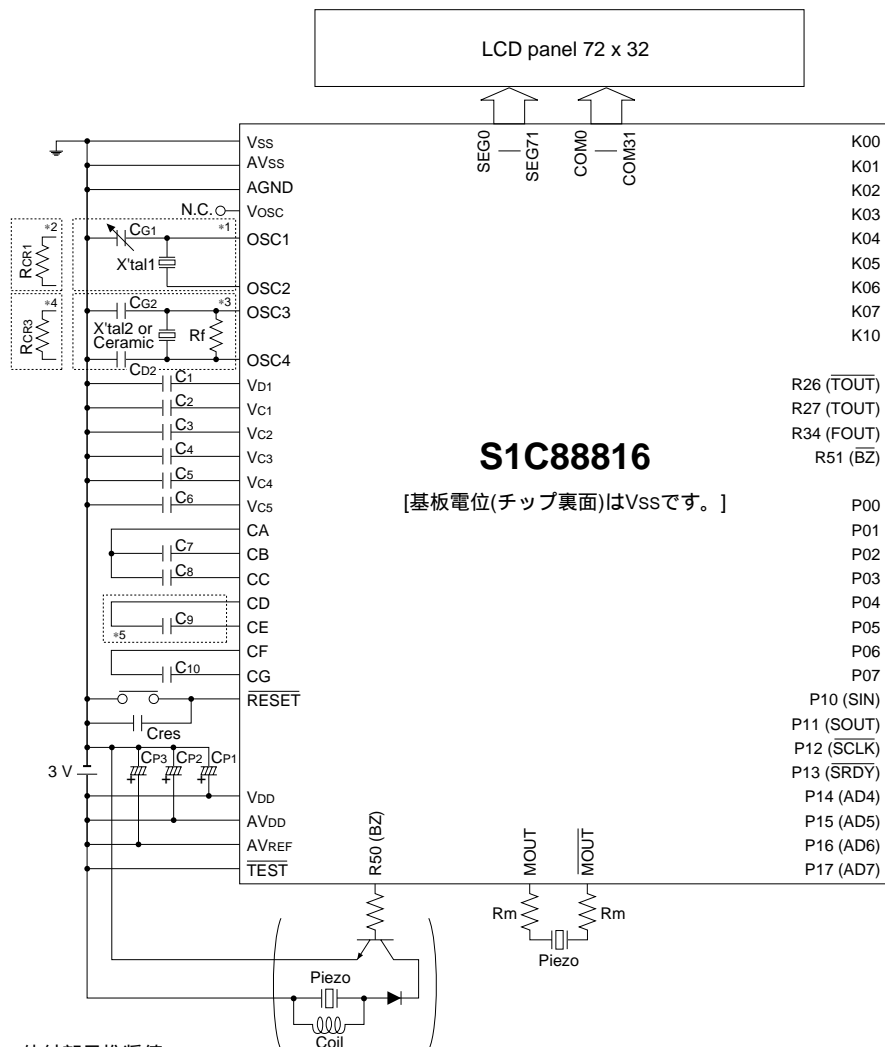 LCD panel 72 x 32
SEG0
SEG71
COM0
COM31
VSS
AVSS
AGND
N.C.
VOSC
OSC1
OSC2
OSC3
OSC4
VD1
VC1
VC2
VC3
VC4
VC5
CA
CB
CC
CD
CE
CF
CG
RESET
VDD
AVDD
AVREF
TEST
*2
RCR1
CG1
*1
X'tal1
*4
RCR3
CG2
*3
X'tal2 or
Ceramic
Rf
CD2
C1
C2
C3
C4
C5
C6
C7
C8
C9
*5
C10
Cres
CP3
CP2
CP1
3 V
S1C88816
[基板電位(チップ裏面)はVSSです。]
K00
K01
K02
K03
K04
K05
K06
K07
K10
R26 (TOUT)
R27 (TOUT)
R34 (FOUT)
R51 (BZ)
P00
P01
P02
P03
P04
P05
P06
P07
P10 (SIN)
P11 (SOUT)
P12 (SCLK)
P13 (SRDY)
P14 (AD4)
P15 (AD5)
P16 (AD6)
P17 (AD7)
R50 (BZ)
MOUT
MOUT
Rm
Rm
Piezo
Piezo
Coil